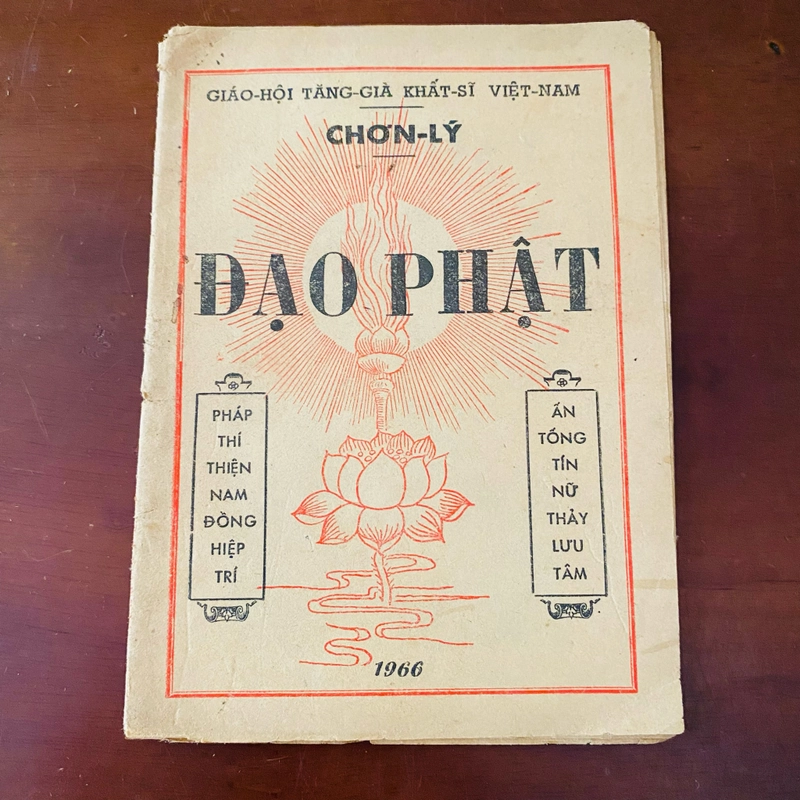 GIÁO-HỘI TĂNG-GIÀ KHẤT-SĨ VIỆT-NAM
CHƠN-LÝ
ĐẠO PHẬT
PHÁP
THÍ
THIỆN
NAM
ĐỒNG
HIỆP
TRÍ
ẤN
TỐNG
TÍN
NỮ
THẢY
LƯU
TÂM
1966